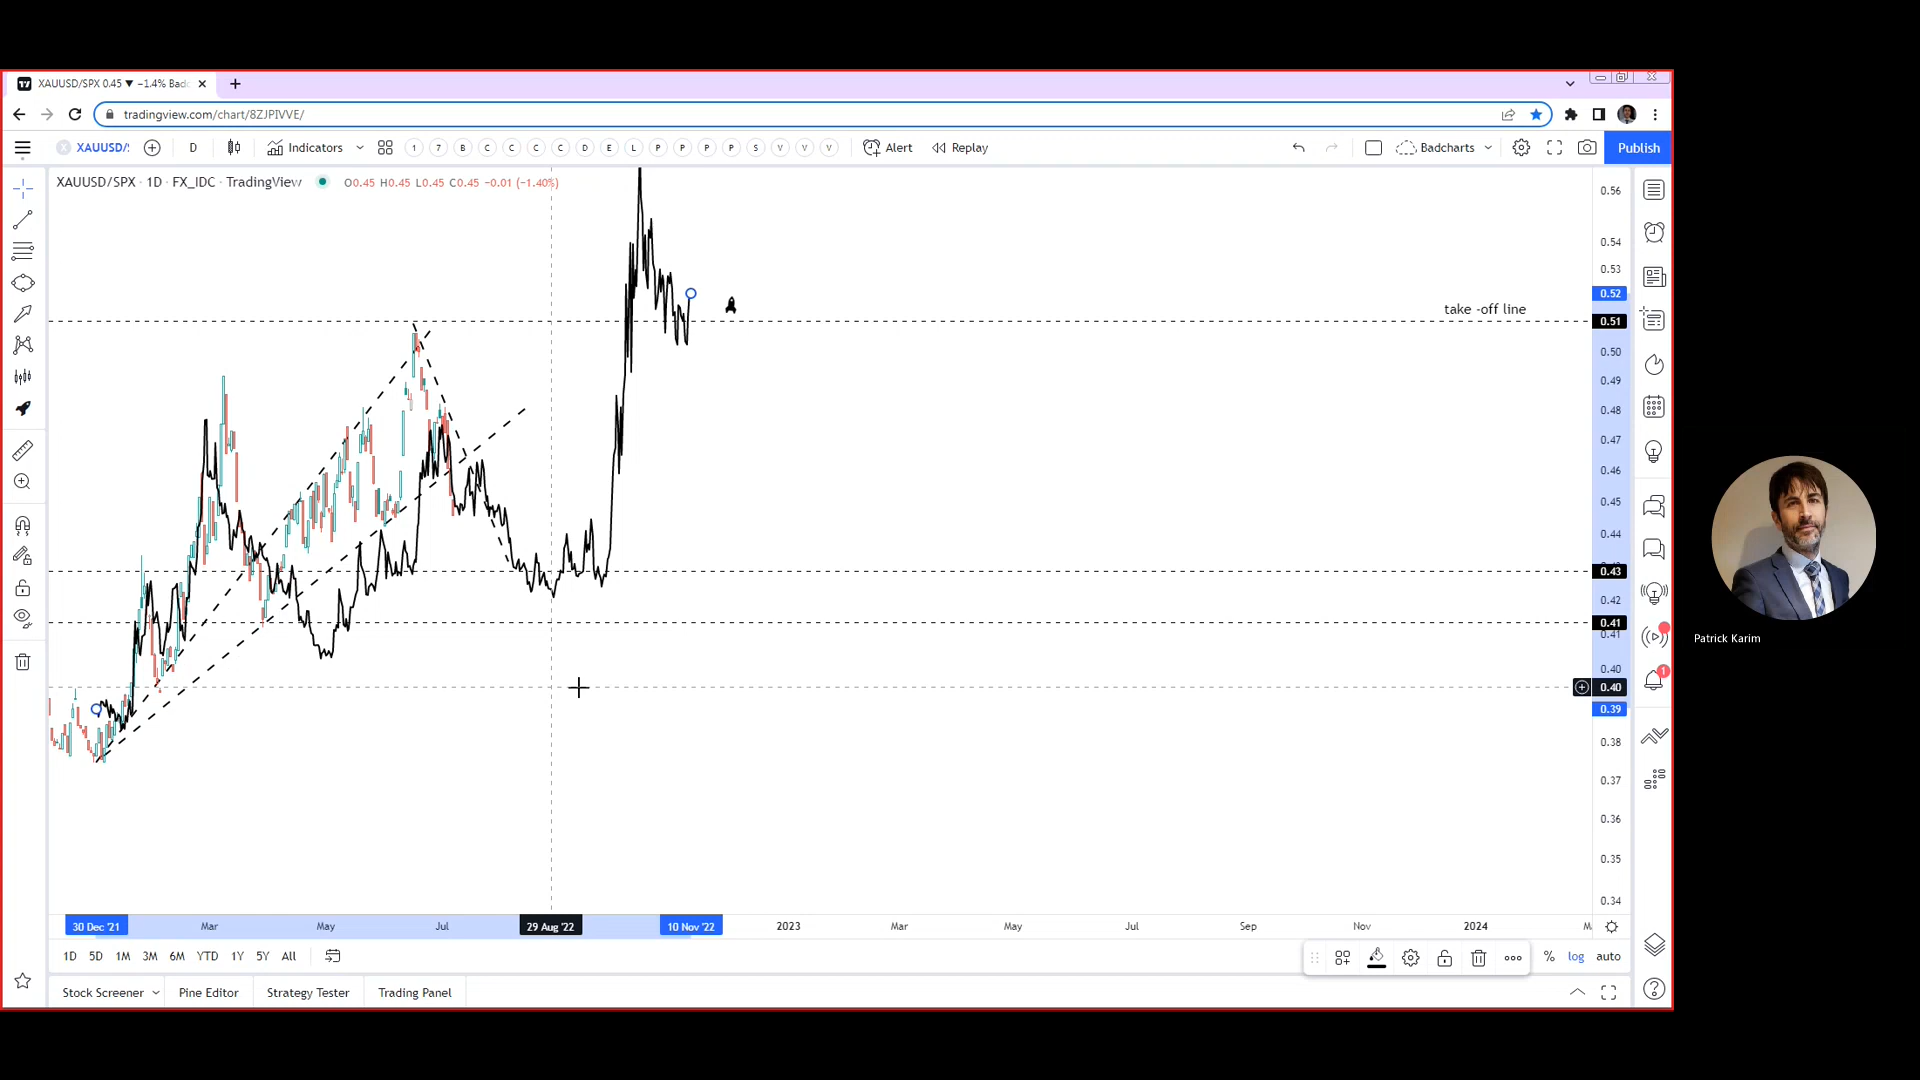 XAUUSD/SPX 0.45 ▼ −1.4% Badc
tradingview.com/chart/8ZJPIVVE/
XAUUSD/: D Indicators 1 7 B C C C C D E L P P P P S V V V Alert Replay Badcharts Publish
XAUUSD/SPX · 1D · FX_IDC · TradingView O0.45 H0.45 L0.45 C0.45 −0.01 (−1.40%)
0.56
0.54
0.53
0.52
take -off line
0.51
0.50
0.49
0.48
0.47
0.46
0.45
0.44
0.43
0.42
0.41
0.41
0.40
0.40
0.39
0.38
0.37
0.36
0.35
0.34
1
Patrick Karim
30 Dec '21 Mar May Jul 29 Aug '22 10 Nov '22 2023 Mar May Jul Sep Nov 2024 M
1D 5D 1M 3M 6M YTD 1Y 5Y All % log auto
Stock Screener Pine Editor Strategy Tester Trading Panel